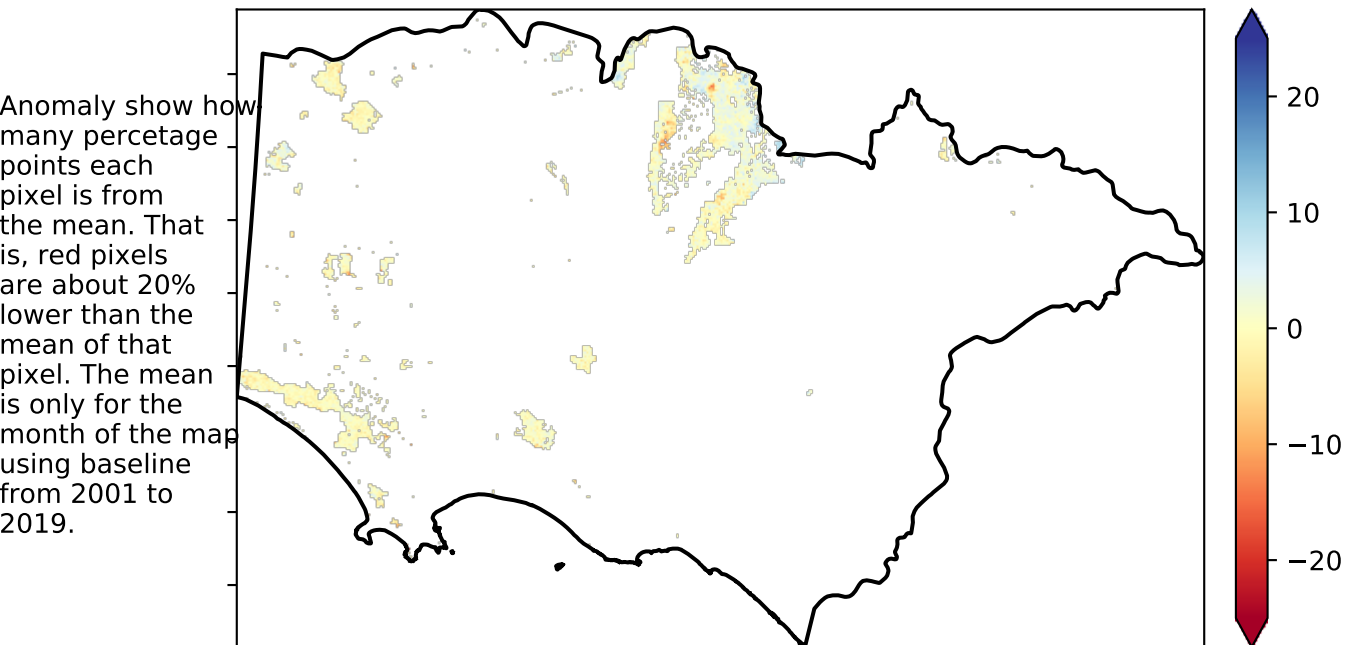 Anomaly show how
many percetage
points each
pixel is from
the mean. That
is, red pixels
are about 20%
lower than the
mean of that
pixel. The mean
is only for the
month of the map
using baseline
from 2001 to
2019.
20
10
0
−10
−20